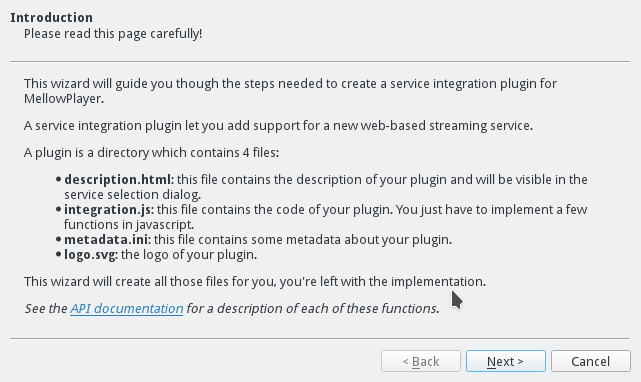 Introduction
Please read this page carefully!
This wizard will guide you though the steps needed to create a service integration plugin for
MellowPlayer.
A service integration plugin let you add support for a new web-based streaming service.
A plugin is a directory which contains 4 files:
• description.html: this file contains the description of your plugin and will be visible in the
service selection dialog.
• integration.js: this file contains the code of your plugin. You just have to implement a few
functions in javascript.
• metadata.ini: this file contains some metadata about your plugin.
• logo.svg: the logo of your plugin.
This wizard will create all those files for you, you're left with the implementation.
See the API documentation for a description of each of these functions.
< Back Next > Cancel